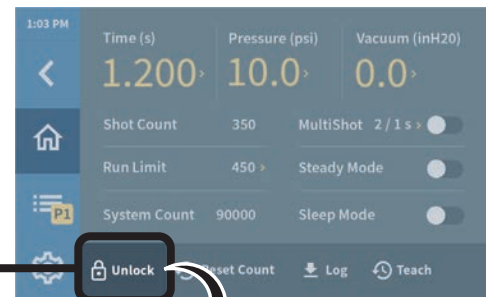 1:03 PM
Time (s) Pressure (psi) Vacuum (inH20)
1.200 10.0 0.0
Shot Count 350 MultiShot 2 / 1 s
Run Limit 450 Steady Mode
P1
System Count 90000 Sleep Mode
Unlock Reset Count Log Teach